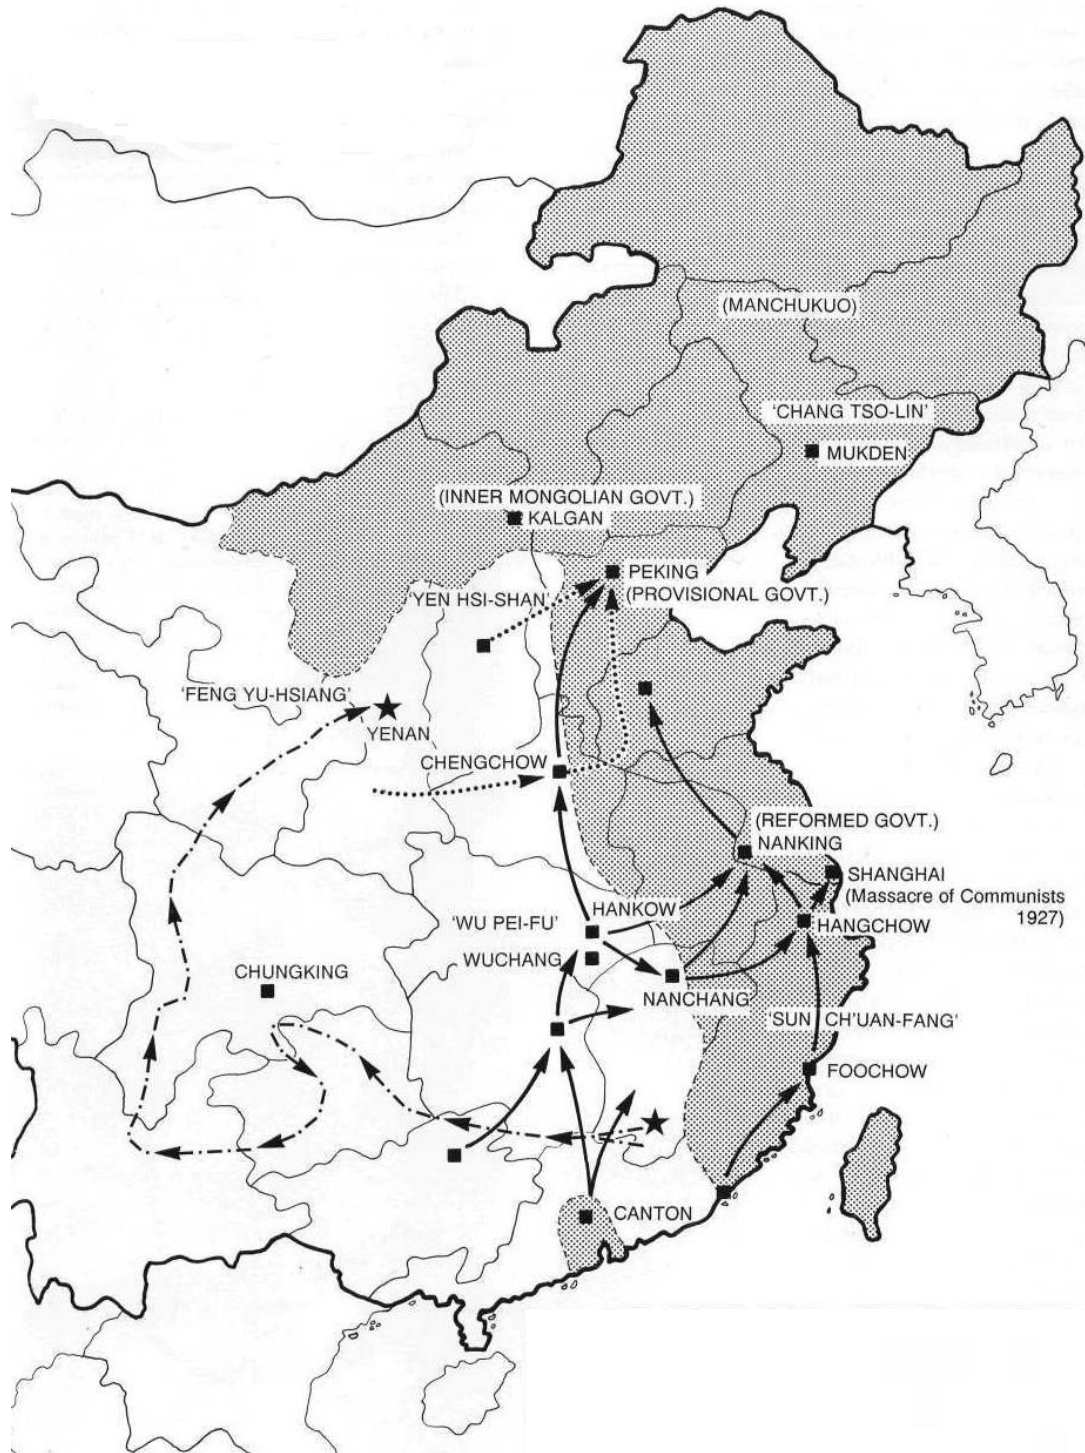 (MANCHUKUO)
‘CHANG TSO-LIN’
MUKDEN
(INNER MONGOLIAN GOVT.)
KALGAN
PEKING
(PROVISIONAL GOVT.)
‘YEN HSI-SHAN’
‘FENG YU-HSIANG’
YENAN
CHENGCHOW
(REFORMED GOVT.)
NANKING
SHANGHAI
(Massacre of Communists
1927)
HANKOW
‘WU PEI-FU’
HANGCHOW
WUCHANG
CHUNGKING
NANCHANG
‘SUN CH’UAN-FANG’
FOOCHOW
CANTON